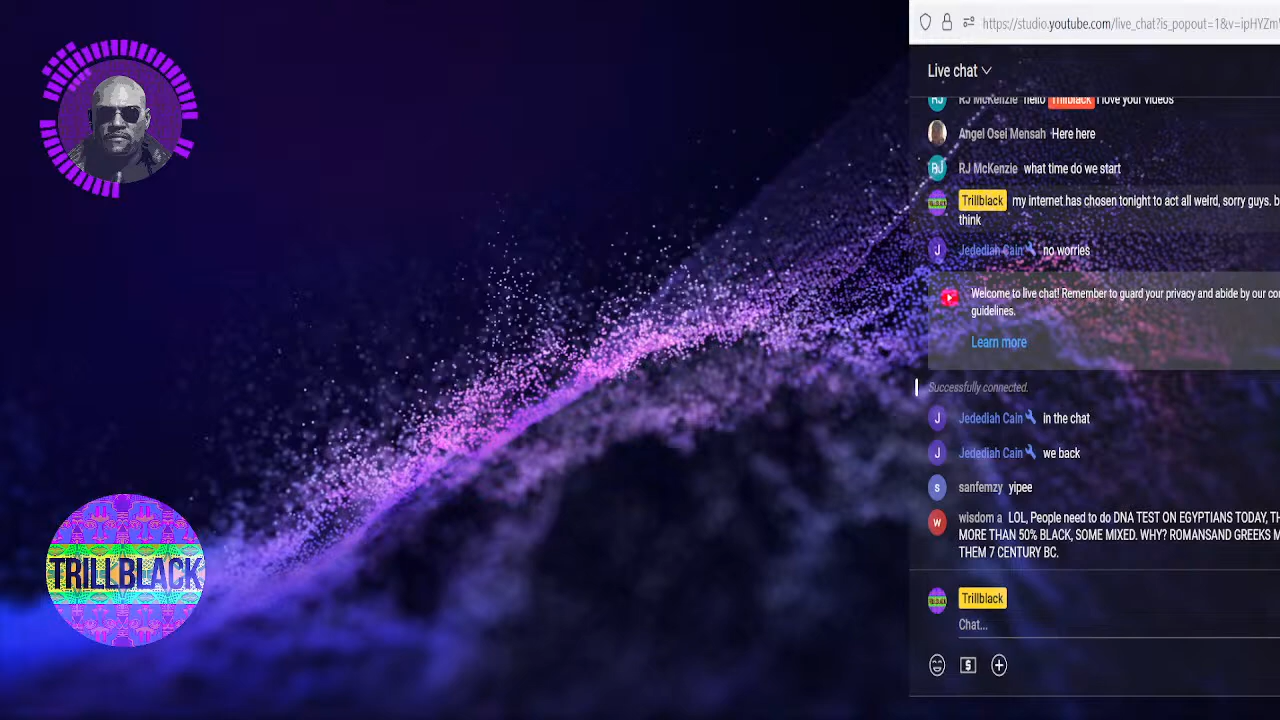 https://studio.youtube.com/live_chat?is_popout=1&v=ipHYZm
Live chat
RJ McKenzie hello Trillblack I love your videos
Angel Osei Mensah Here here
RJ McKenzie what time do we start
Trillblack my internet has chosen tonight to act all weird, sorry guys. b
think
J Jedediah Cain no worries
Welcome to live chat! Remember to guard your privacy and abide by our co
guidelines.
Learn more
Successfully connected.
J Jedediah Cain in the chat
J Jedediah Cain we back
s sanfemzy yipee
w wisdom a LOL, People need to do DNA TEST ON EGYPTIANS TODAY, TH
MORE THAN 50% BLACK, SOME MIXED. WHY? ROMANSAND GREEKS M
THEM 7 CENTURY BC.
TRILLBLACK
Trillblack
Chat...